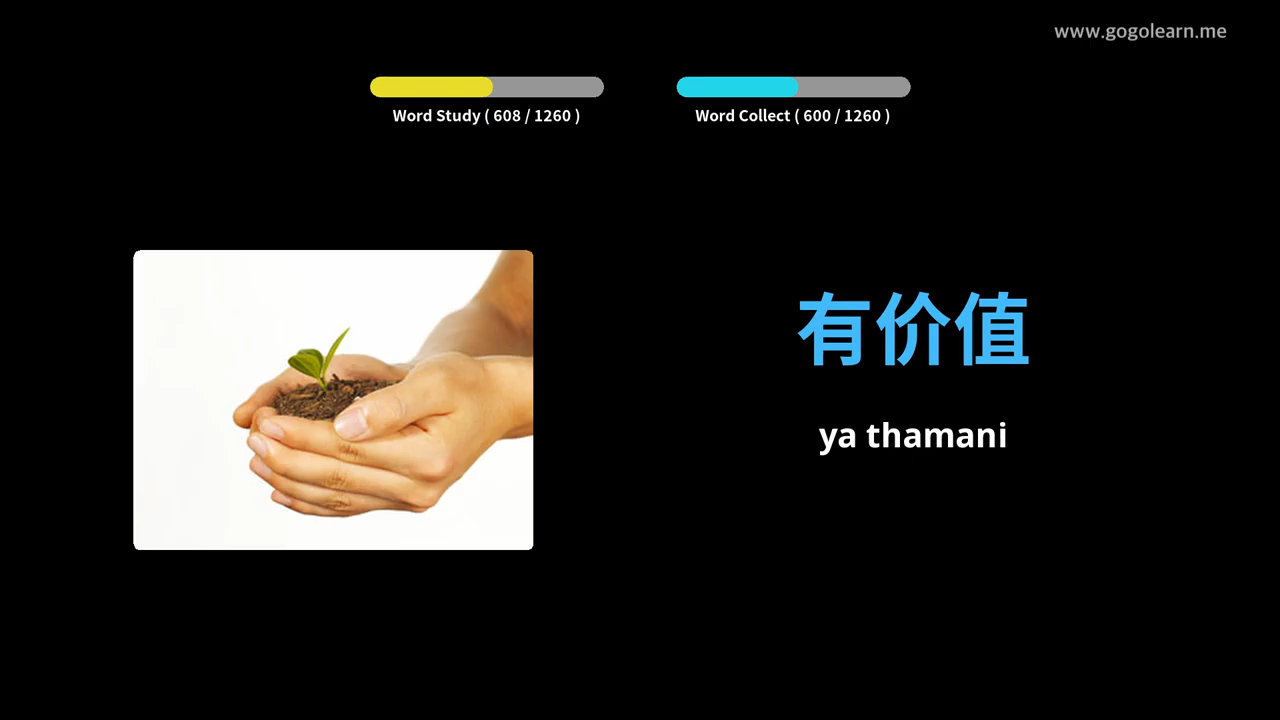 www.gogolearn.me
Word Study ( 608 / 1260 )
Word Collect ( 600 / 1260 )
有价值
ya thamani